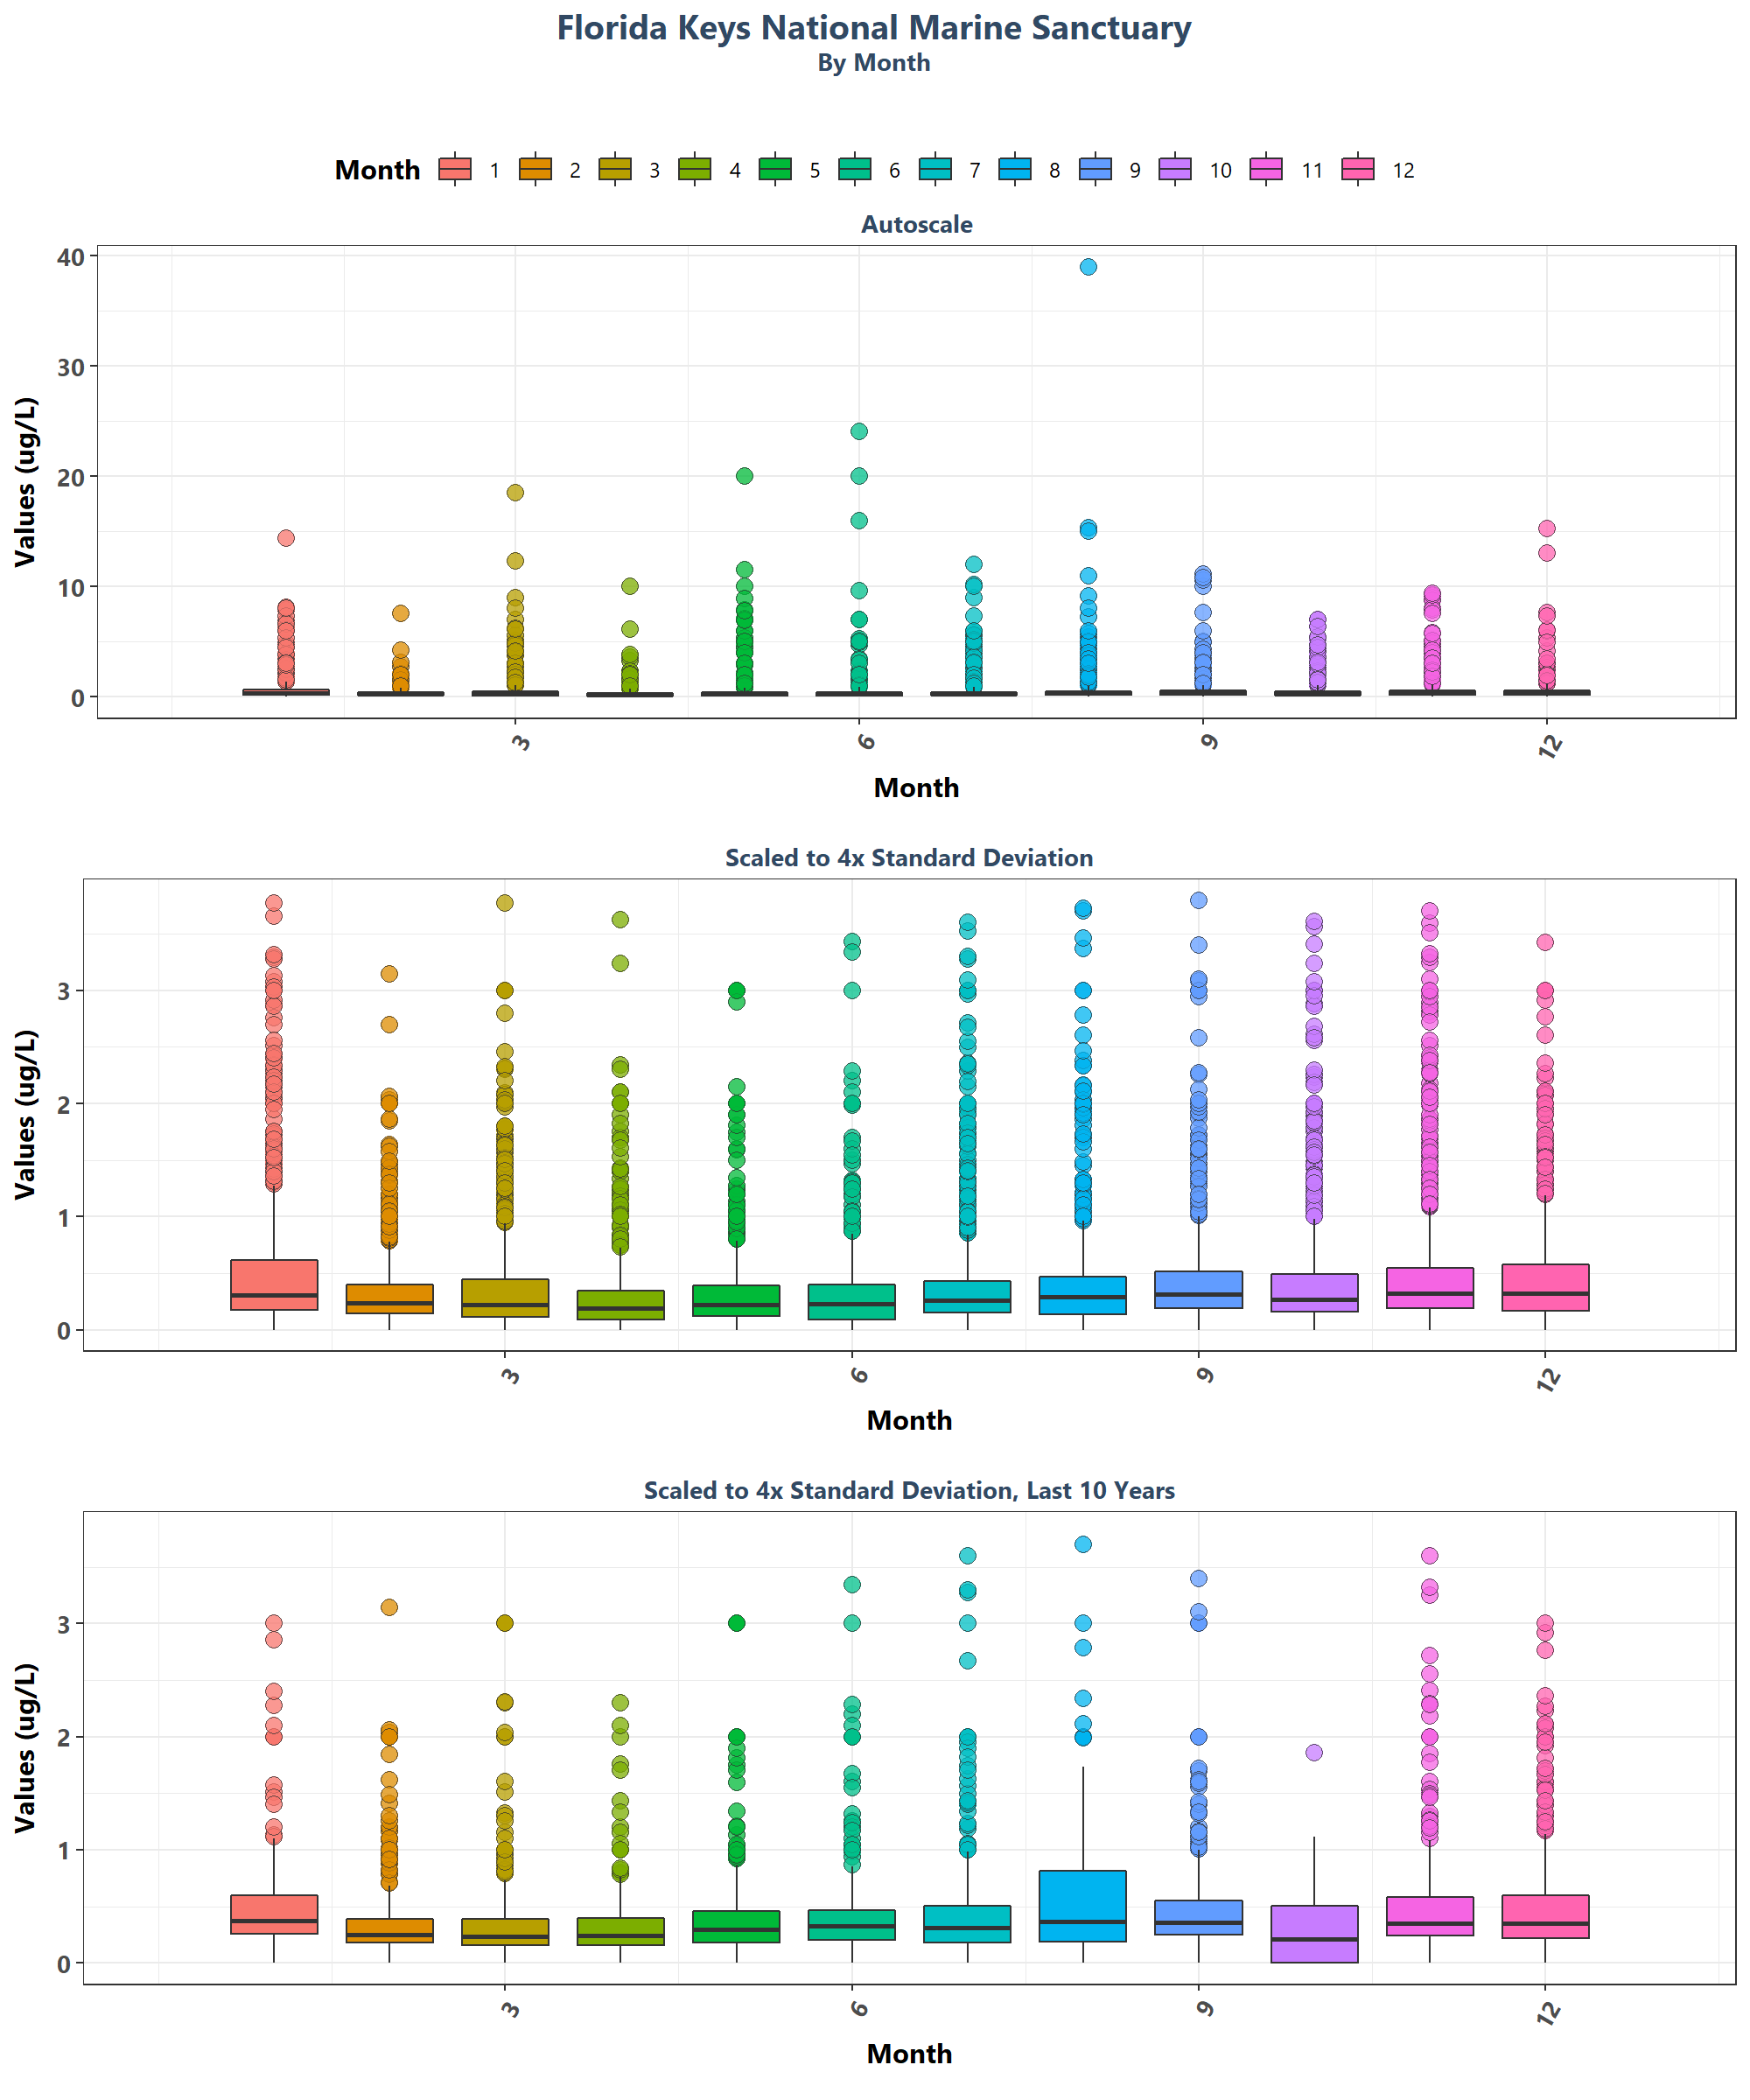 Florida Keys National Marine Sanctuary
By Month
Month 1 2 3 4 5 6 7 8 9 10 11 12
Autoscale
Values (ug/L)
40
30
20
10
0
3 6 9 12
Month
Scaled to 4x Standard Deviation
Values (ug/L)
3
2
1
0
3 6 9 12
Month
Scaled to 4x Standard Deviation, Last 10 Years
Values (ug/L)
3
2
1
0
3 6 9 12
Month